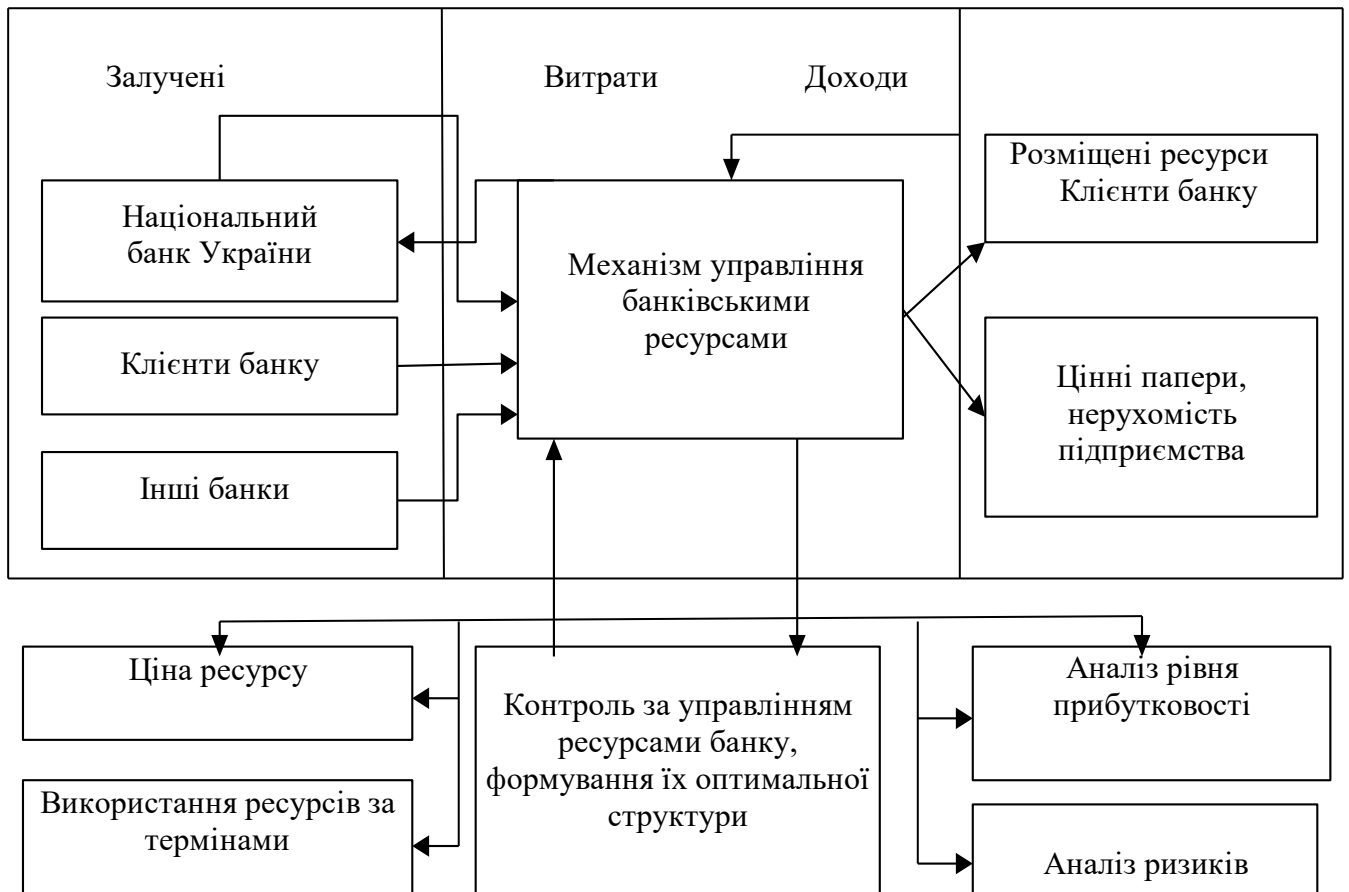 Залучені
Витрати
Доходи
Національний
банк України
Клієнти банку
Інші банки
Механізм управління
банківськими
ресурсами
Розміщені ресурси
Клієнти банку
Цінні папери,
нерухомість
підприємства
Ціна ресурсу
Використання ресурсів за
термінами
Контроль за управлінням
ресурсами банку,
формування їх оптимальної
структури
Аналіз рівня
прибутковості
Аналіз ризиків